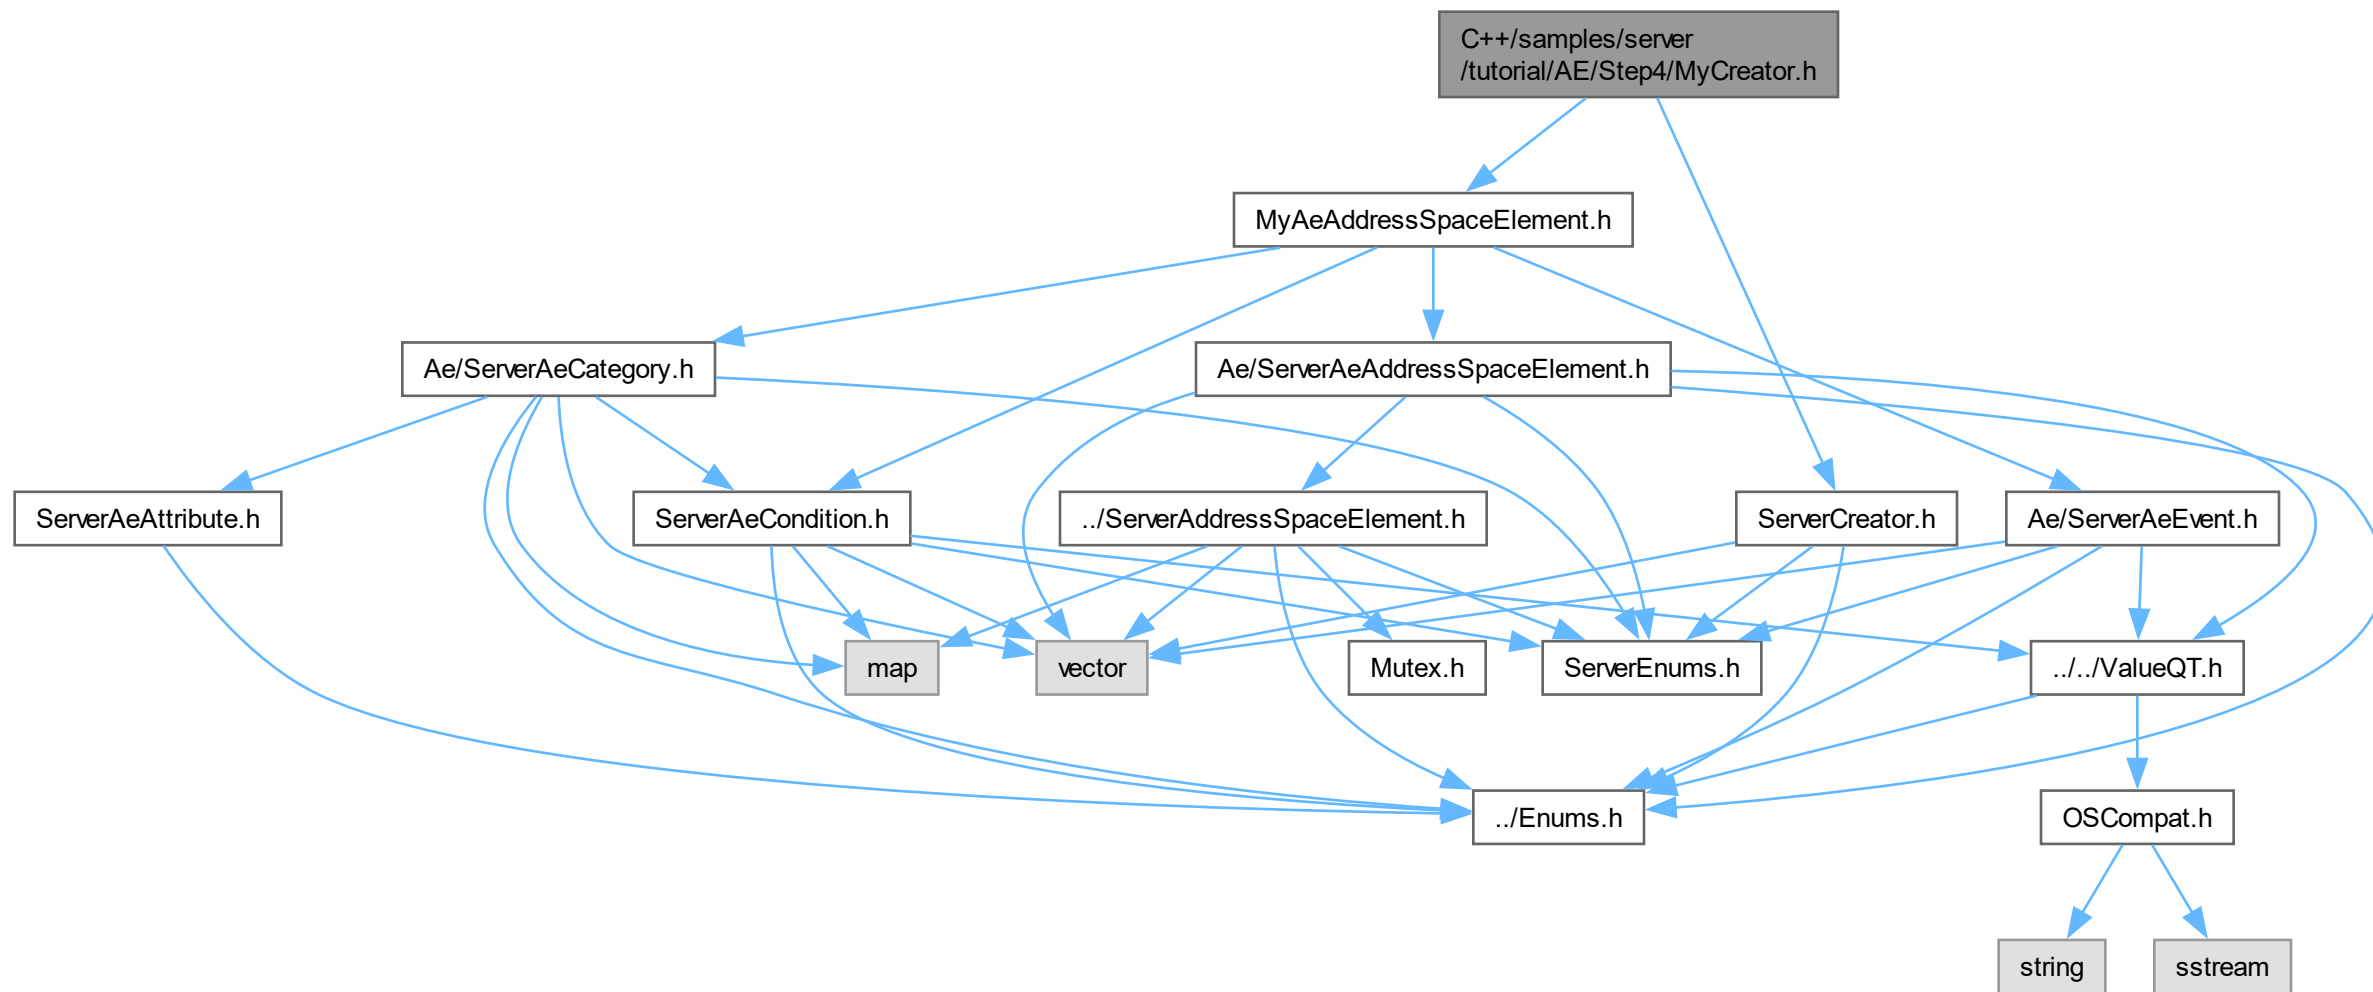 C++/samples/server
/tutorial/AE/Step4/MyCreator.h
MyAeAddressSpaceElement.h
Ae/ServerAeCategory.h
Ae/ServerAeAddressSpaceElement.h
ServerAeAttribute.h
ServerAeCondition.h
../ServerAddressSpaceElement.h
ServerCreator.h
Ae/ServerAeEvent.h
map
vector
Mutex.h
ServerEnums.h
../../ValueQT.h
../Enums.h
OSCompat.h
string
sstream